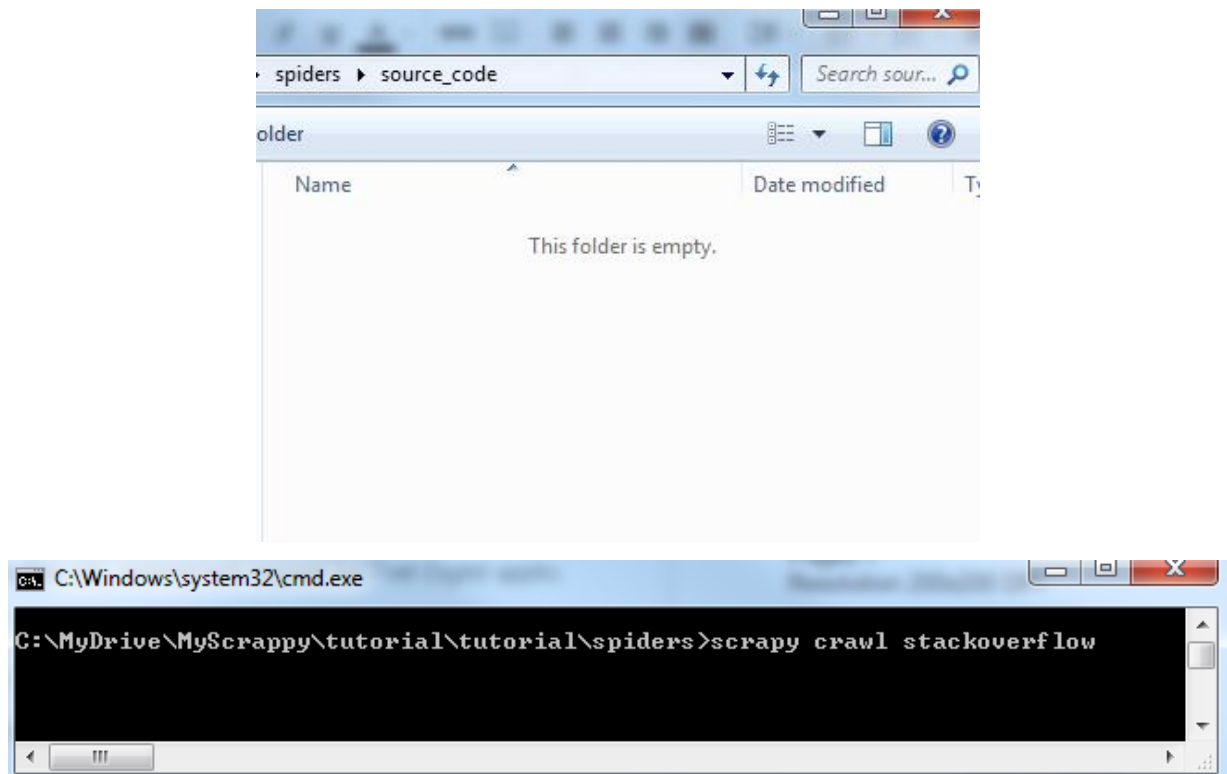 spiders source_code Search sour...
older
Name Date modified Ty
This folder is empty.
C:\Windows\system32\cmd.exe
C:\MyDrive\MyScrappy\tutorial\tutorial\spiders>scrapy crawl stackoverflow